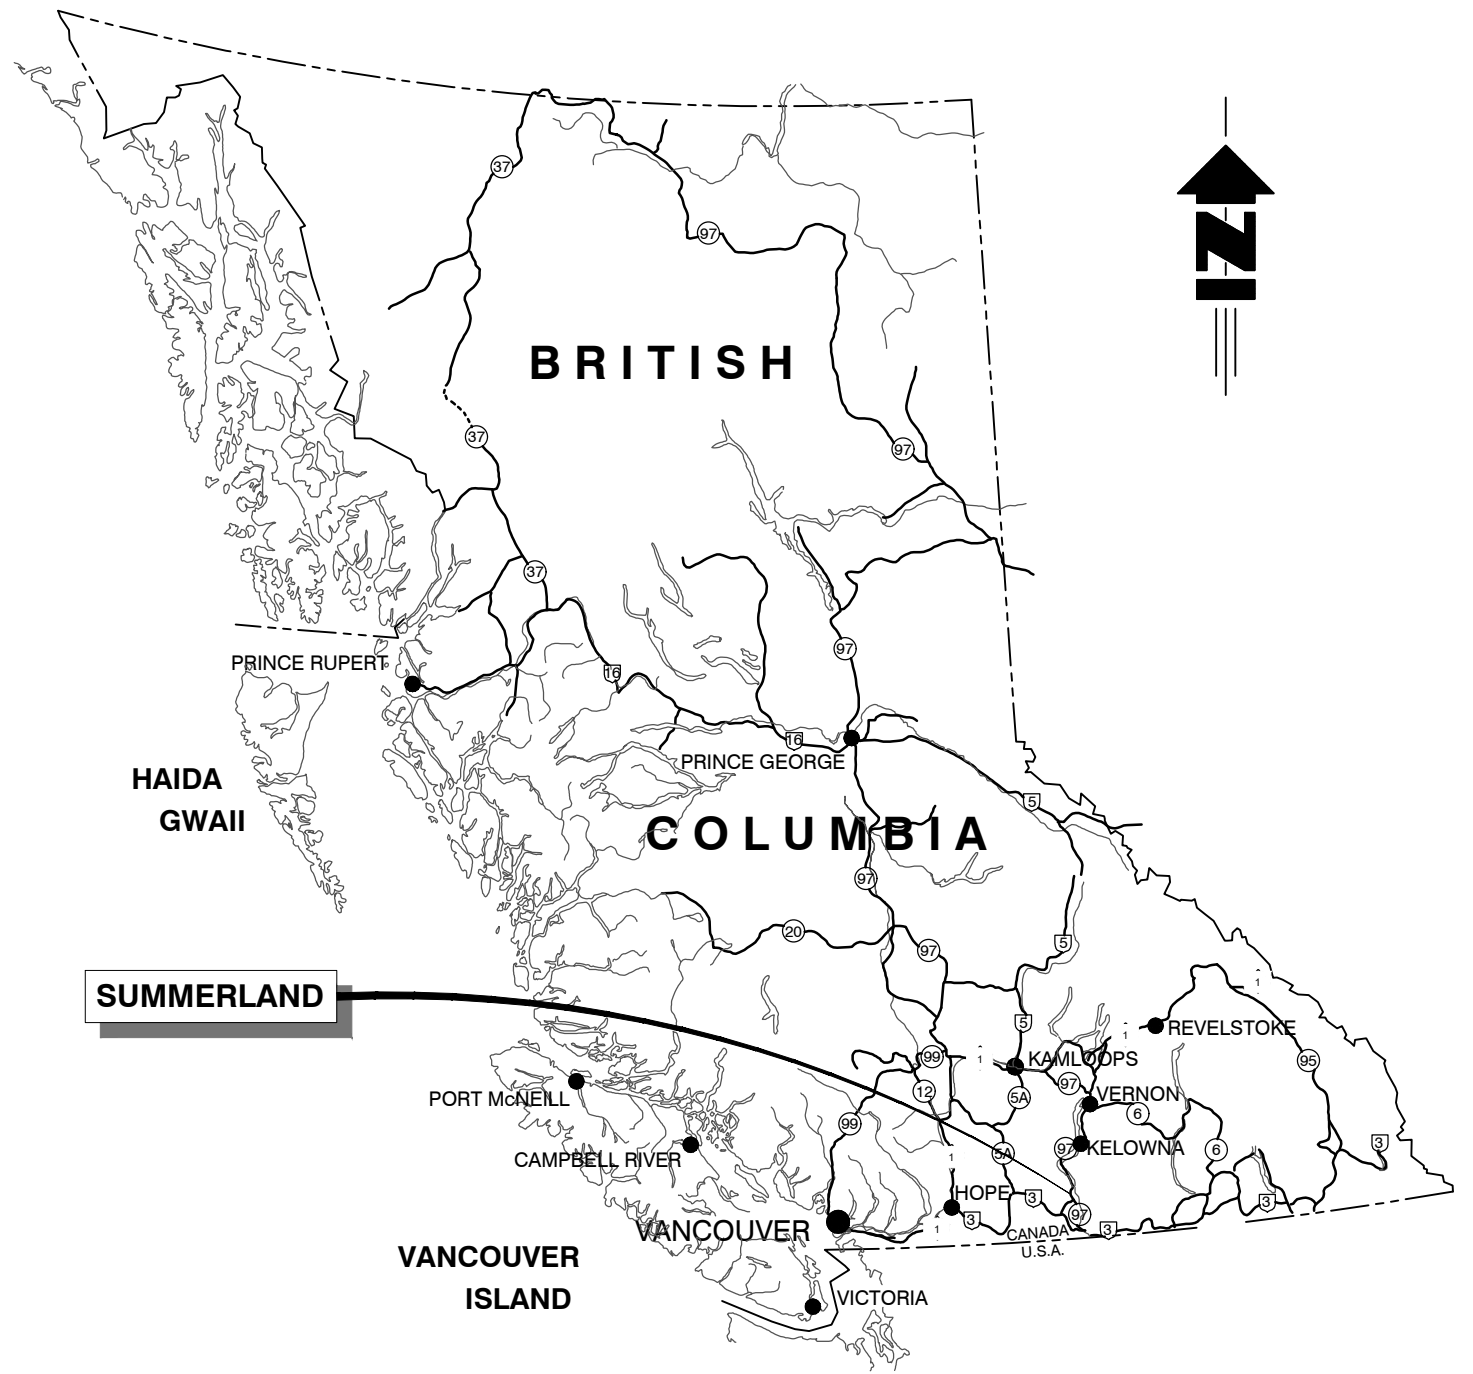 37
97
N
BRITISH
37
97
37
97
PRINCE RUPERT
16
16
PRINCE GEORGE
HAIDA
GWAII
5
COLUMBIA
97
20
97
5
SUMMERLAND
1
5
1
REVELSTOKE
99
1
KAMLOOPS
95
97
12
5A
VERNON
PORT McNEILL
6
99
CAMPBELL RIVER
1
5A
97
KELOWNA
6
3
HOPE
3
3
VANCOUVER
1
3
97
3
CANADA
U.S.A.
VANCOUVER
ISLAND
VICTORIA